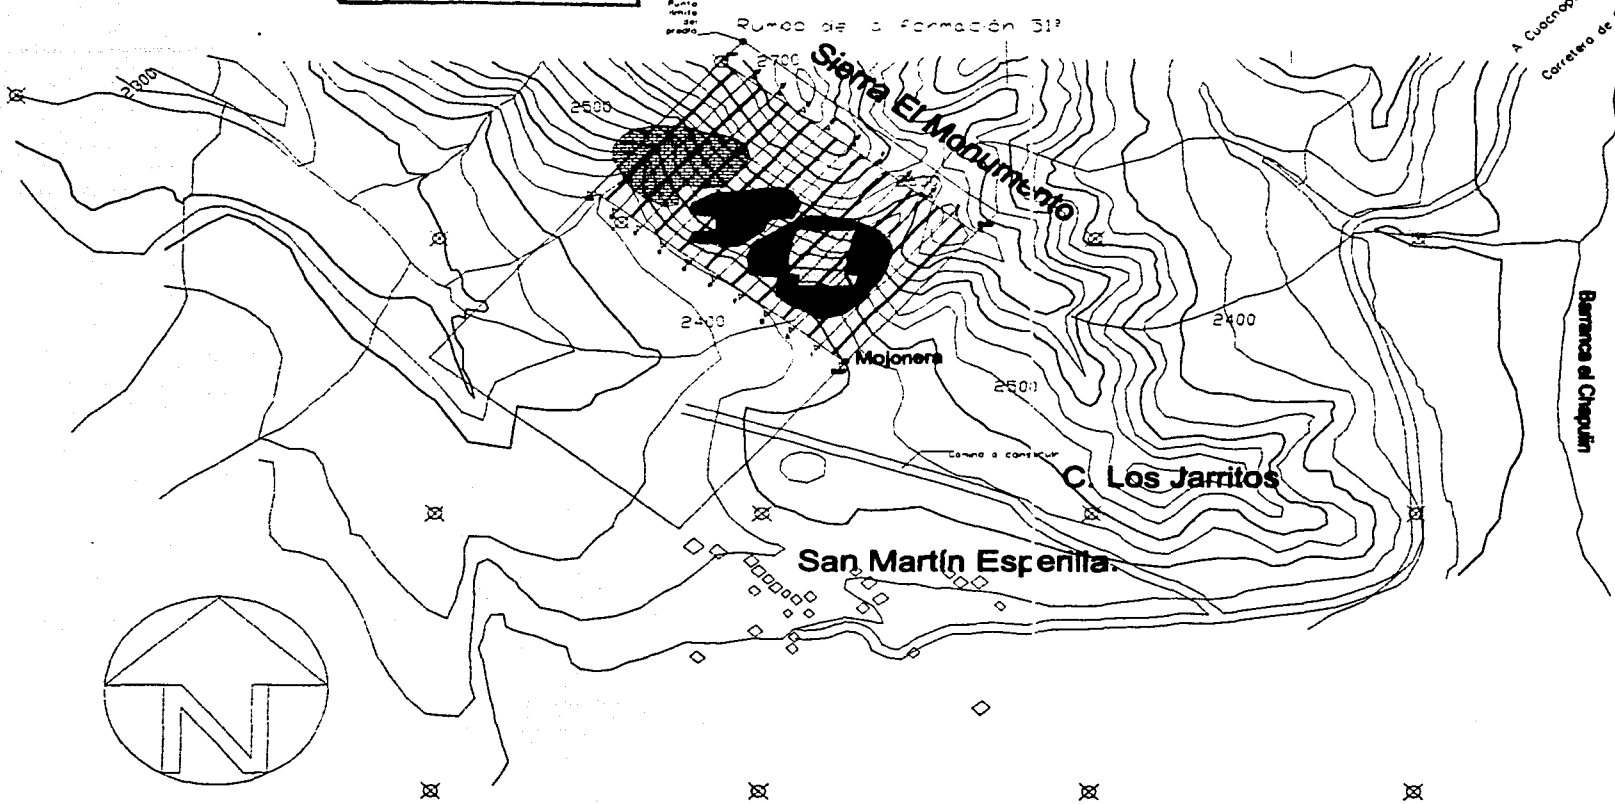 Punto
límite
del
predio
Rumbo de la formación 31°
A Cuacnop
Carretera de
2300
2700
Sierra El Monumento
2500
2400
2400
Barranca el Chapulín
Mojonera
2500
Camino a construir
C. Los Jarritos
San Martín Esperilla.
N